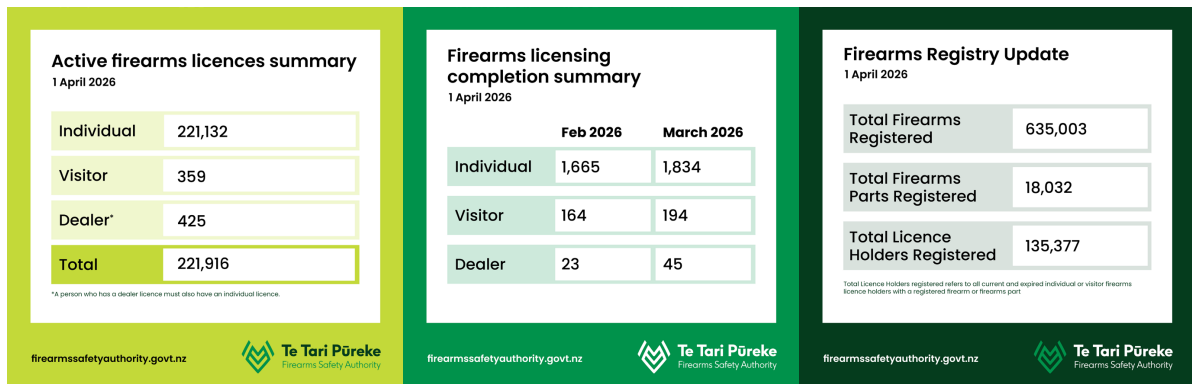 Active firearms licences summary
1 April 2026
Individual 221,132
Visitor 359
Dealer* 425
Total 221,916
*A person who has a dealer licence must also have an individual licence.
firearmssafetyauthority.govt.nz
Te Tari Pūreke
Firearms Safety Authority
Firearms licensing
completion summary
1 April 2026
Feb 2026 March 2026
Individual 1,665 1,834
Visitor 164 194
Dealer 23 45
firearmssafetyauthority.govt.nz
Te Tari Pūreke
Firearms Safety Authority
Firearms Registry Update
1 April 2026
Total Firearms
Registered 635,003
Total Firearms
Parts Registered 18,032
Total Licence
Holders Registered 135,377
Total Licence Holders registered refers to all current and expired individual or visitor firearms
licence holders with a registered firearm or firearms part
firearmssafetyauthority.govt.nz
Te Tari Pūreke
Firearms Safety Authority